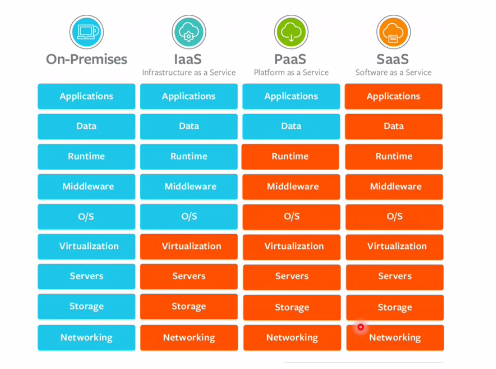 On-Premises IaaS PaaS SaaS
Infrastructure as a Service Platform as a Service Software as a Service
Applications Applications Applications Applications
Data Data Data Data
Runtime Runtime Runtime Runtime
Middleware Middleware Middleware Middleware
O/S O/S O/S O/S
Virtualization Virtualization Virtualization Virtualization
Servers Servers Servers Servers
Storage Storage Storage Storage
Networking Networking Networking Networking